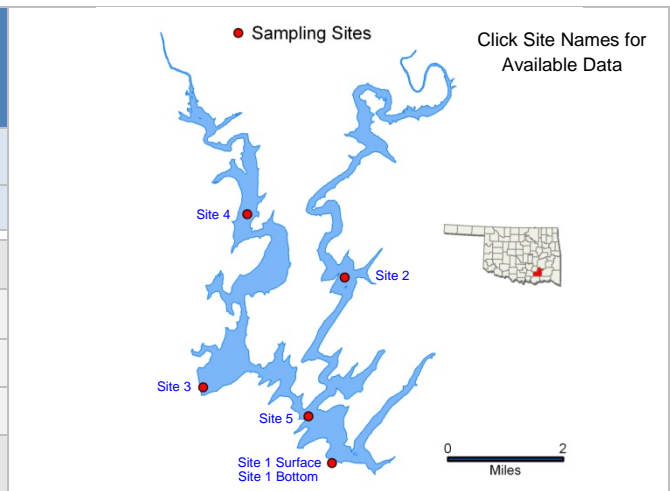 Sampling Sites
Click Site Names for
Available Data
Site 4
Site 2
Site 3
Site 5
Site 1 Surface
Site 1 Bottom
0 2
Miles